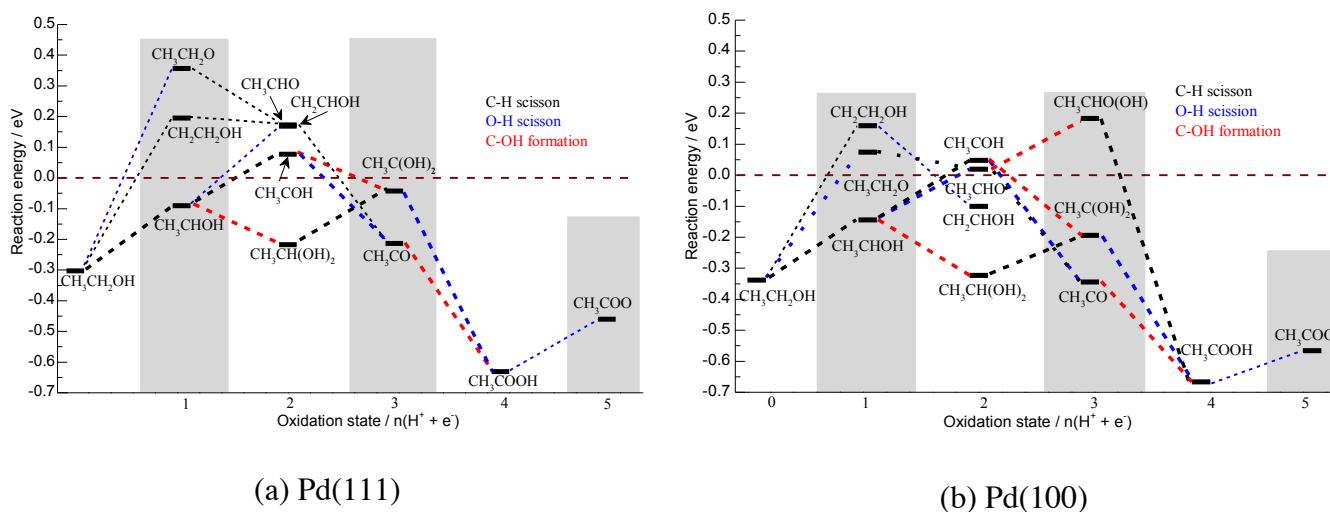 0.5
0.4
0.3
0.2
0.1
0.0
-0.1
-0.2
-0.3
-0.4
-0.5
-0.6
-0.7
Reaction energy / eV
CH₃CH₂O
CH₃CHO
CH₂CHOH
CH₂CH₂OH
CH₃COH
CH₃C(OH)₂
CH₃CHOH
CH₃CH(OH)₂
CH₃CO
CH₃CH₂OH
CH₃COO
CH₃COOH
C-H scisson
O-H scisson
C-OH formation
1 2 3 4 5
Oxidation state / n(H⁺ + e⁻)
(a) Pd(111)
0.5
0.4
0.3
0.2
0.1
0.0
-0.1
-0.2
-0.3
-0.4
-0.5
-0.6
-0.7
Reaction energy / eV
C-H scisson
O-H scission
C-OH formation
CH₃CHO(OH)
CH₂CH₂OH
CH₃COH
CH₃CH₂O
CH₃CHO
CH₂CHOH
CH₃C(OH)₂
CH₃CHOH
CH₃CH₂OH
CH₃CH(OH)₂
CH₃CO
CH₃COOH
CH₃COO
0 1 2 3 4 5
Oxidation state / n(H⁺ + e⁻)
(b) Pd(100)